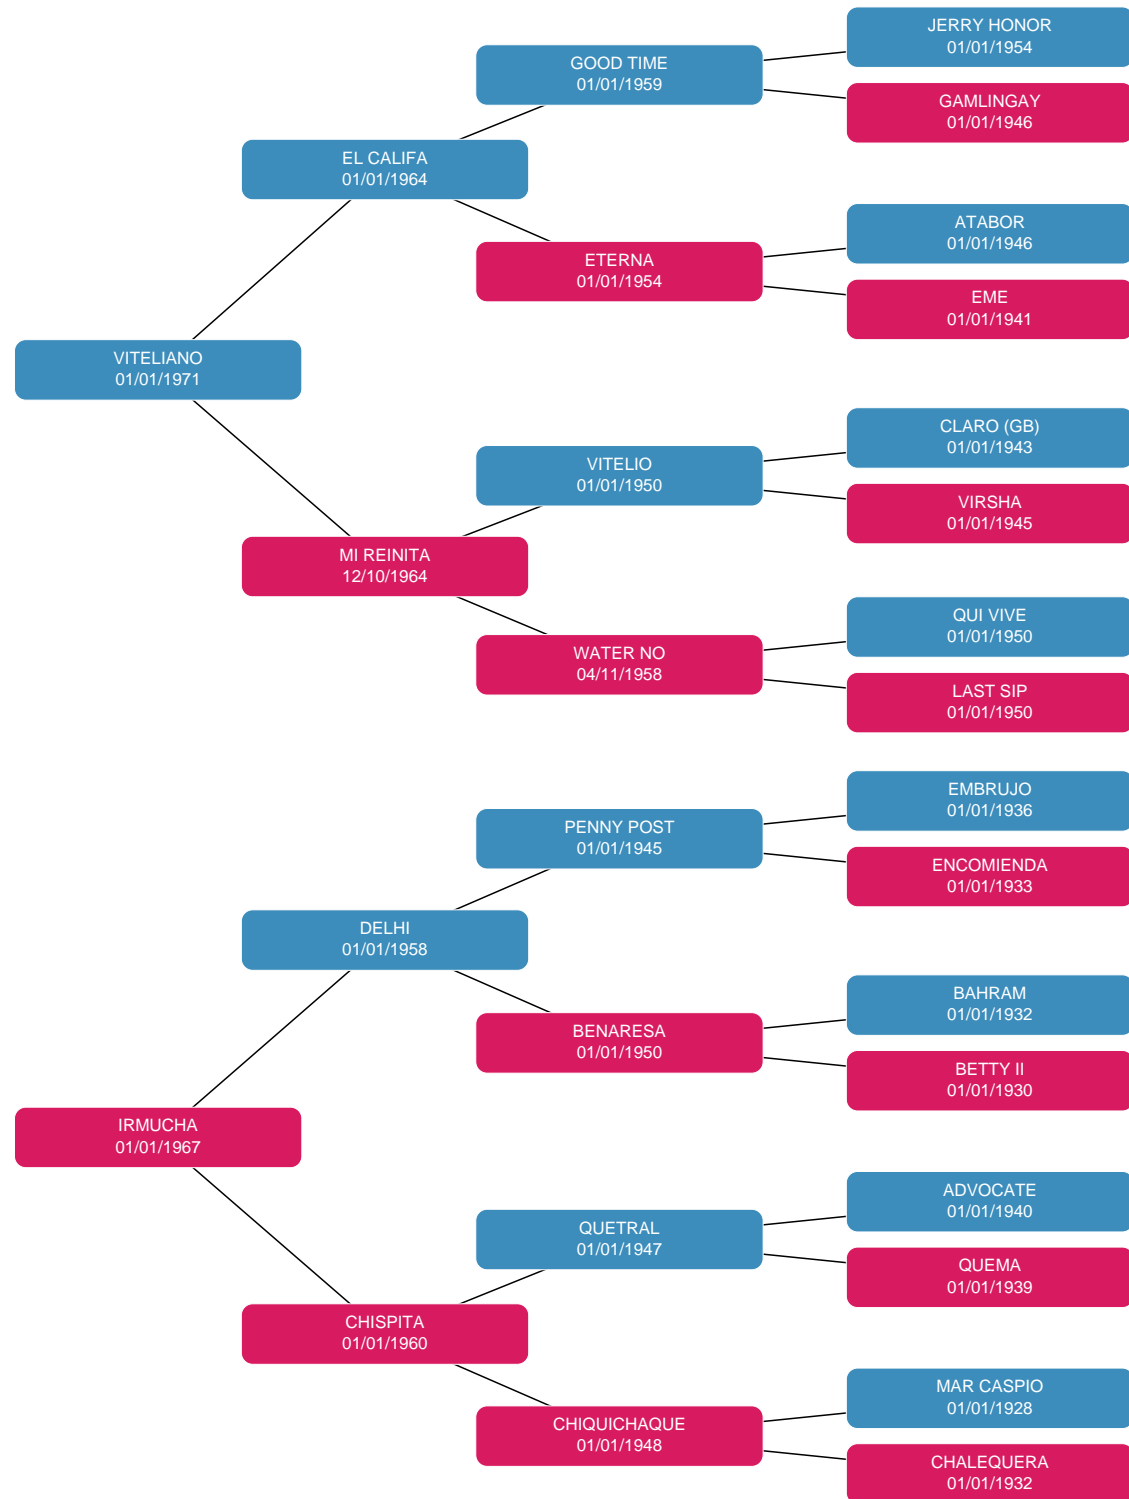 JERRY HONOR
01/01/1954
GOOD TIME
01/01/1959
GAMLINGAY
01/01/1946
EL CALIFA
01/01/1964
ATABOR
01/01/1946
ETERNA
01/01/1954
EME
01/01/1941
VITELIANO
01/01/1971
CLARO (GB)
01/01/1943
VITELIO
01/01/1950
VIRSHA
01/01/1945
MI REINITA
12/10/1964
QUI VIVE
01/01/1950
WATER NO
04/11/1958
LAST SIP
01/01/1950
EMBRUJO
01/01/1936
PENNY POST
01/01/1945
ENCOMIENDA
01/01/1933
DELHI
01/01/1958
BAHRAM
01/01/1932
BENARESA
01/01/1950
BETTY II
01/01/1930
IRMUCHA
01/01/1967
ADVOCATE
01/01/1940
QUETRAL
01/01/1947
QUEMA
01/01/1939
CHISPITA
01/01/1960
MAR CASPIO
01/01/1928
CHIQUICHAQUE
01/01/1948
CHALEQUERA
01/01/1932